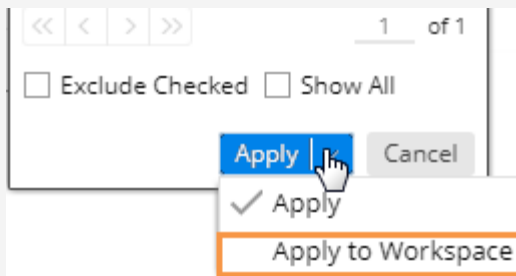 << < > >> 1 of 1
Exclude Checked Show All
Apply Cancel
Apply
Apply to Workspace